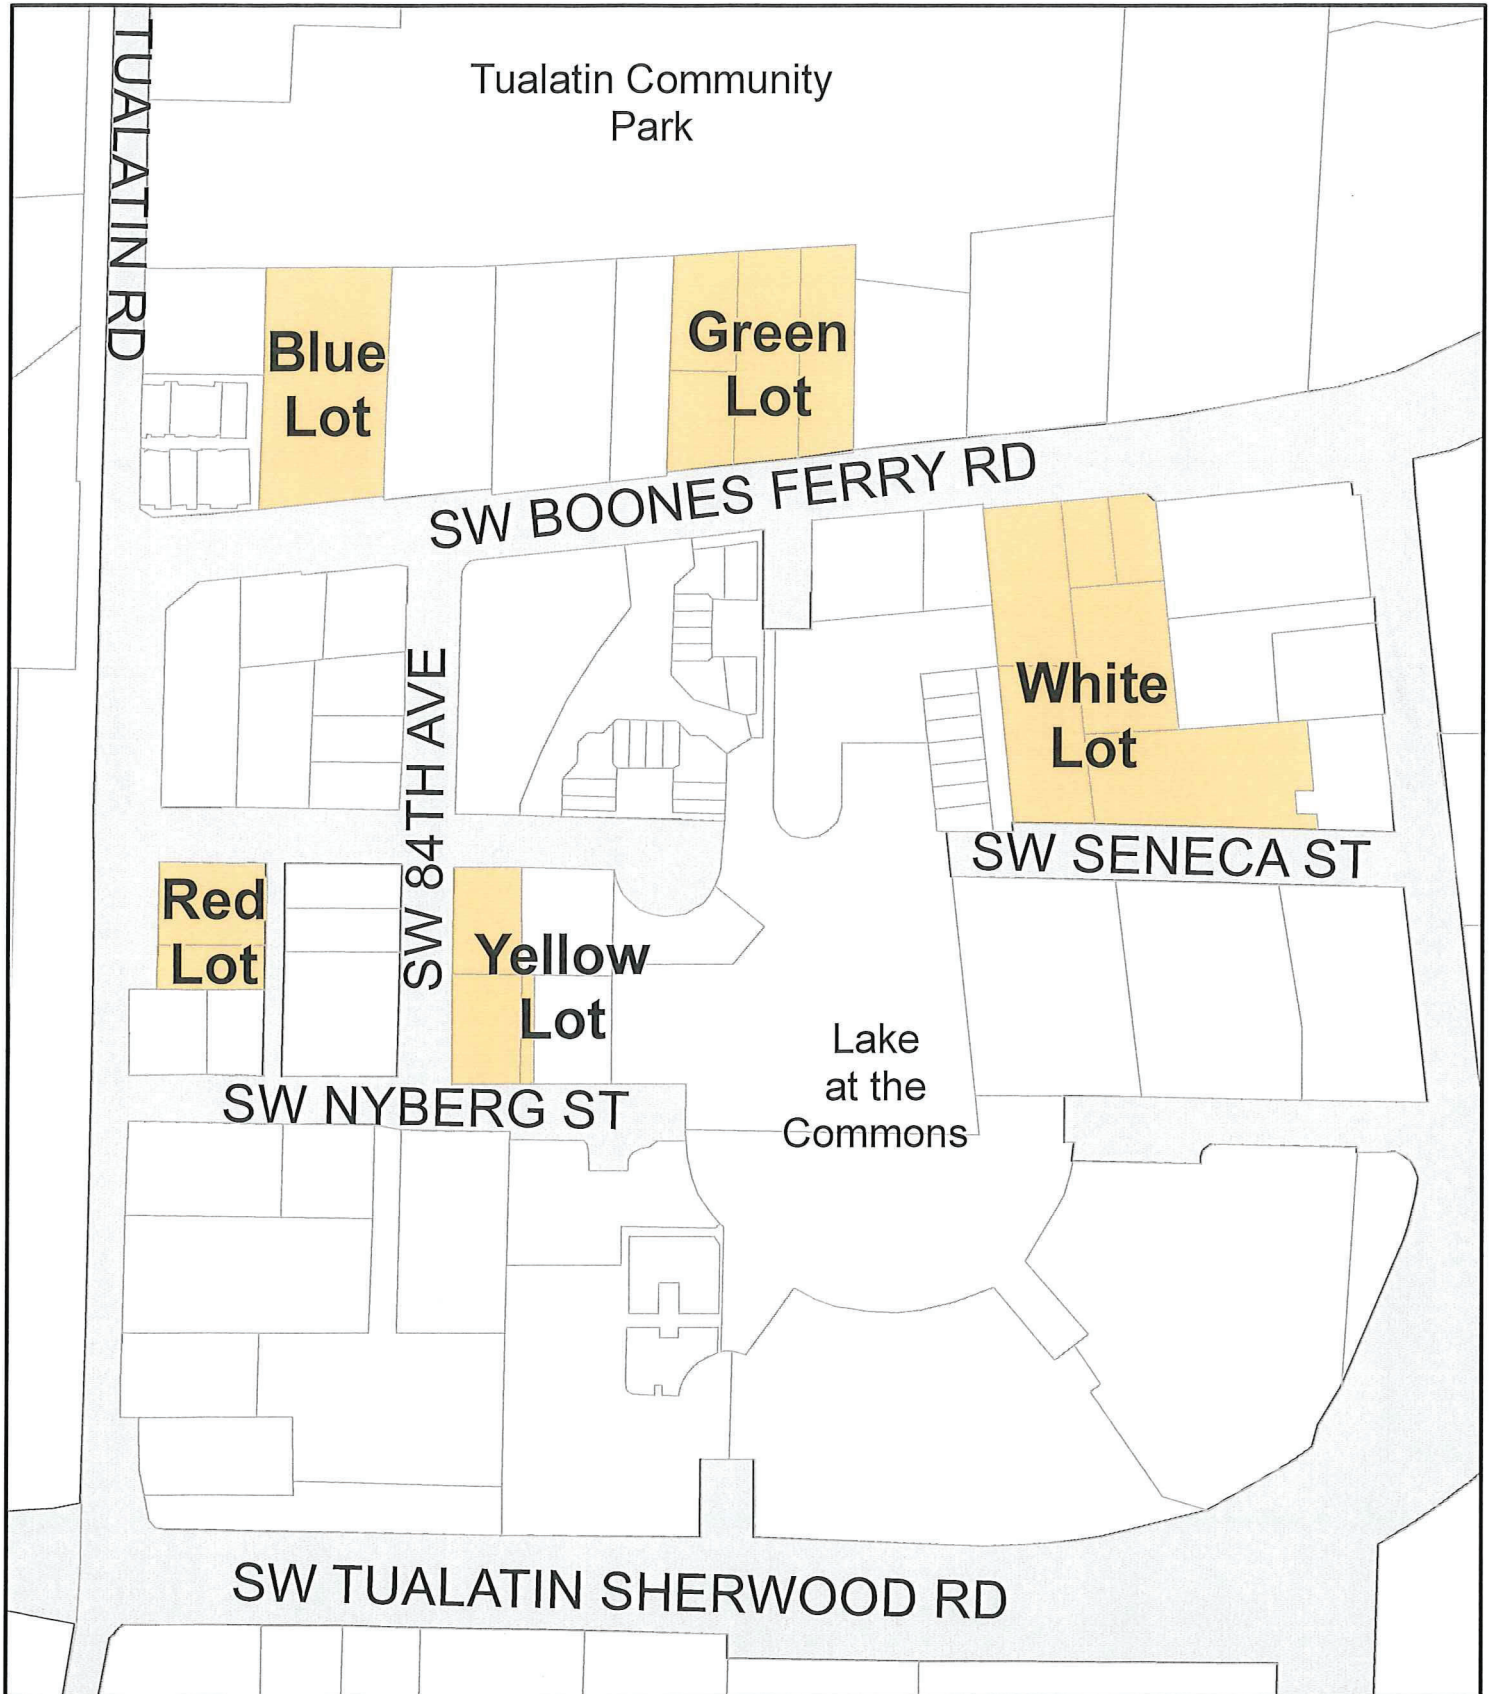 Tualatin Community
Park
TUALATIN RD
Blue
Lot
Green
Lot
SW BOONES FERRY RD
SW 84TH AVE
White
Lot
SW SENECA ST
Red
Lot
Yellow
Lot
Lake
at the
Commons
SW NYBERG ST
SW TUALATIN SHERWOOD RD